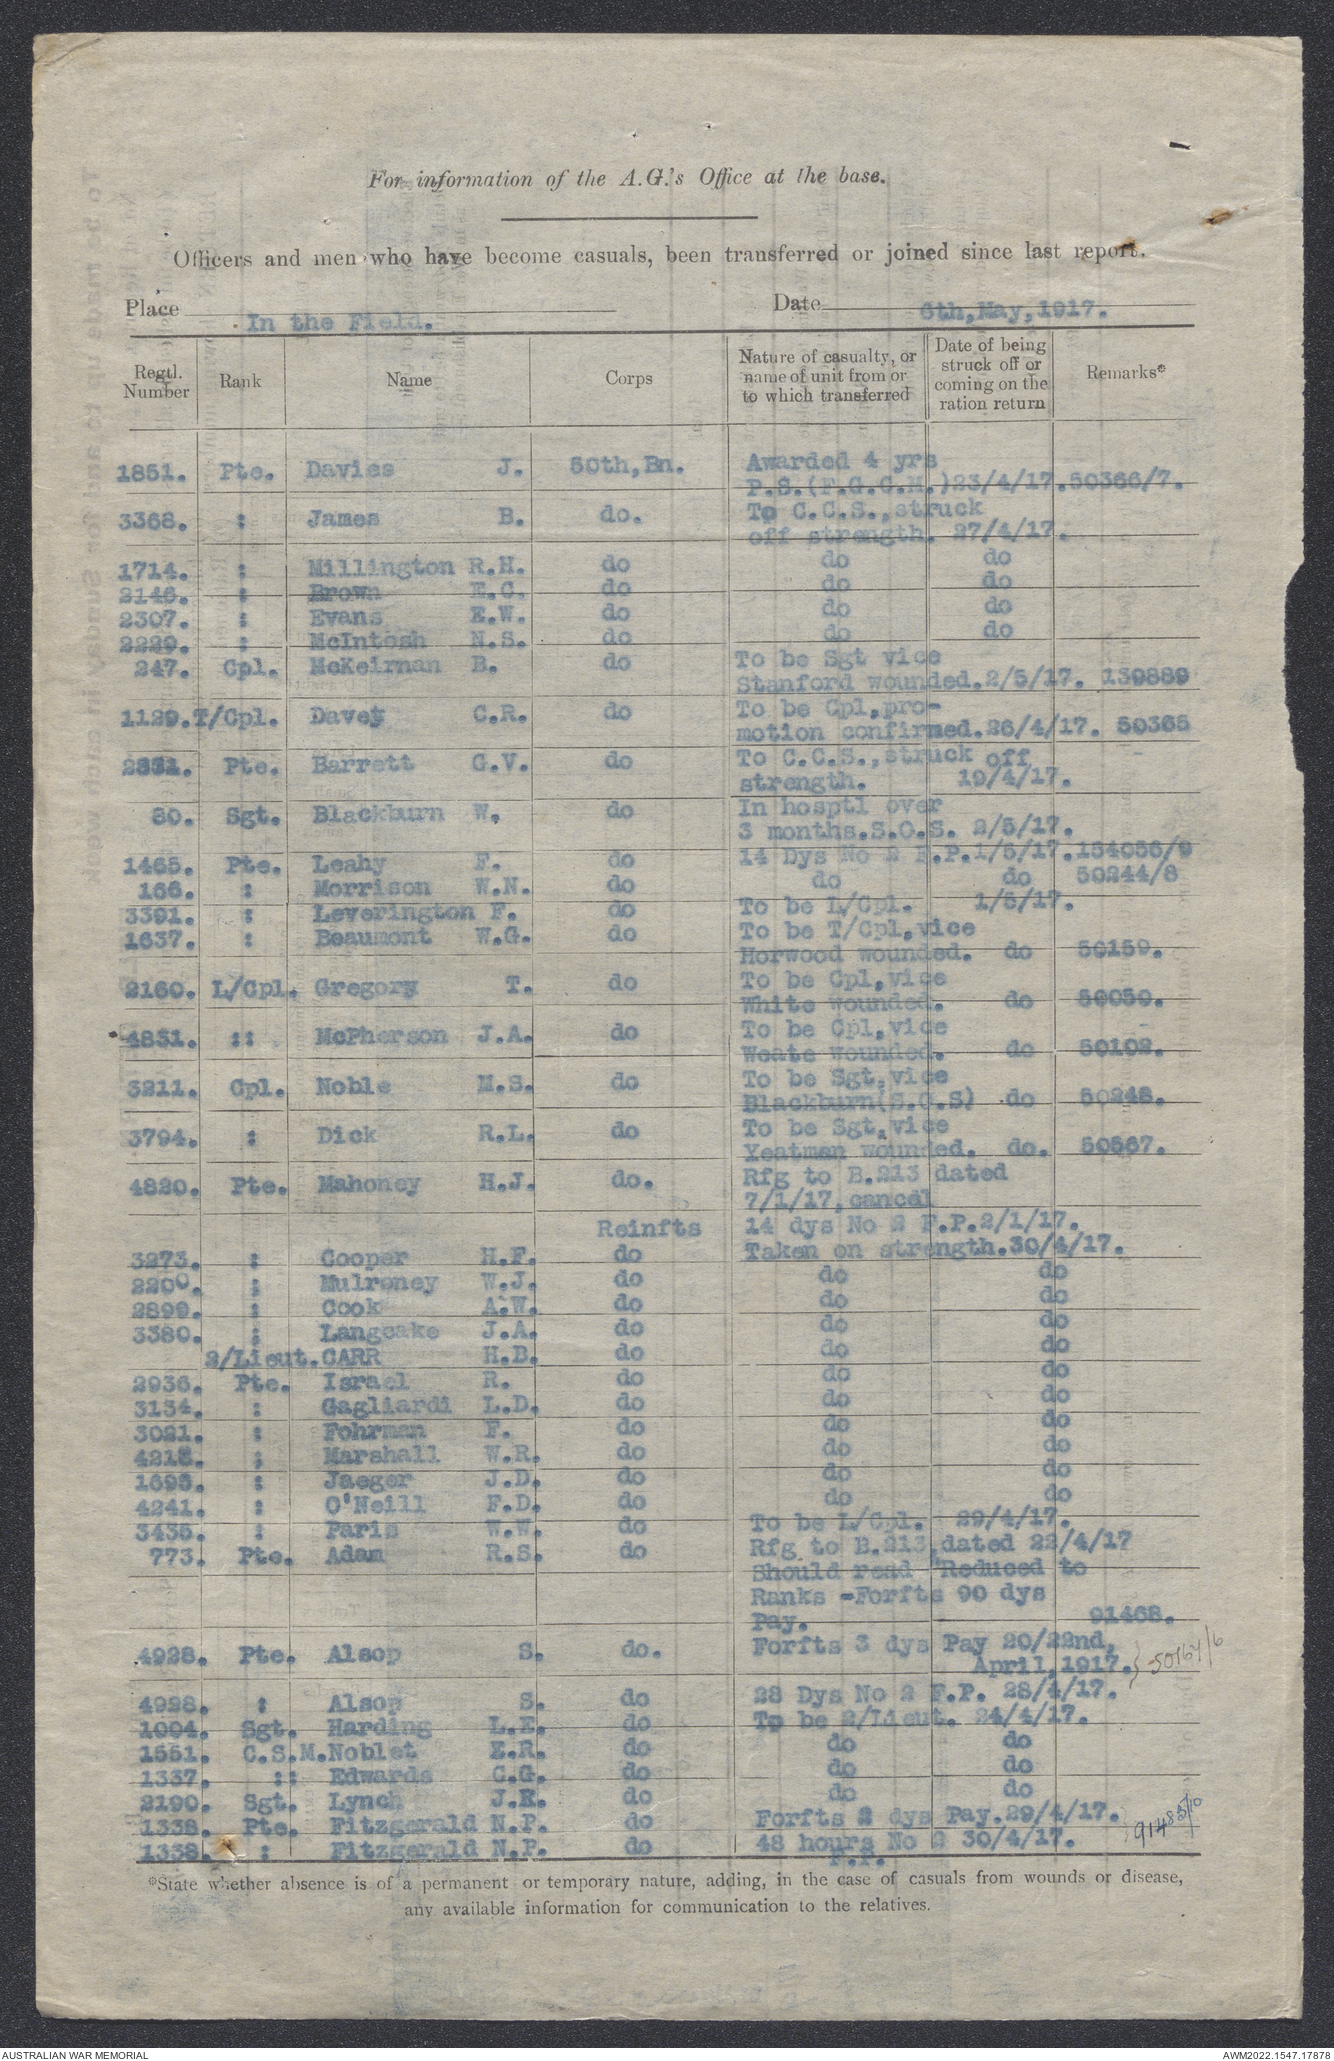 For information of the A.G.'s Office at the base.
Officers and men who have become casuals, been transferred or joined since last report.
Place In the Field. Date 6th,May,1917.
Regtl. Number Rank Name Corps Nature of casualty, or name of unit from or to which transferred Date of being struck off or coming on the ration return Remarks*
1851. Pte. Davies J. 50th,Bn. Awarded 4 yrs
P.S.(F.G.C.M.)23/4/17.50366/7.
3368. : James B. do. To C.C.S.,struck
off strength. 27/4/17.
1714. : Millington R.H. do do do
2146. : Brown E.C. do do do
2307. : Evans E.W. do do do
2229. : McIntosh N.S. do do do
247. Cpl. McKeirnan B. do To be Sgt vice
Stanford wounded.2/5/17. 139889
1129.T/Cpl. Davey C.R. do To be Cpl,pro-
motion confirmed.26/4/17. 50365
Pte. Barrett G.V. do To C.C.S.,struck off
strength. 19/4/17.
80. Sgt. Blackburn W. do In hosptl over
3 months.S.O.S. 2/5/17.
1465. Pte. Leahy F. do 14 Dys No 2 F.P.1/5/17.154056/9
166. : Morrison W.N. do do do 50244/8
3391. : Leverington F. do To be L/Cpl. 1/5/17.
1637. : Beaumont W.G. do To be T/Cpl,vice
Horwood wounded. do 50159.
2160. L/Cpl. Gregory T. do To be Cpl,vice
White wounded. do 50050.
4831. :: McPherson J.A. do To be Cpl,vice
Weate wounded. do 50102.
3211. Cpl. Noble M.S. do To be Sgt,vice
Blackburn(S.O.S) do 50248.
3794. : Dick R.L. do To be Sgt,vice
Yeatman wounded. do. 50567.
4820. Pte. Mahoney H.J. do. Rfg to B.213 dated
7/1/17,cancel
Reinfts 14 dys No 2 F.P.2/1/17.
3273. : Cooper H.F. do Taken on strength.30/4/17.
2200. : Mulroney W.J. do do do
2899. : Cook A.W. do do do
3380. : Langcake J.A. do do do
2/Lieut.CARR H.B. do do do
2936. Pte. Israel R. do do do
3154. : Gagliardi L.D. do do do
3021. : Fohrman F. do do do
4218. : Marshall W.R. do do do
1695. : Jaeger J.D. do do do
4241. : O'Neill F.D. do do do
3435. : Paris W.W. do To be L/Cpl. 29/4/17.
773. Pte. Adam R.S. do Rfg to B.213,dated 22/4/17
Should read "Reduced to
Ranks -Forfts 90 dys
Pay. 91468.
4928. Pte. Alsop S. do. Forfts 3 dys Pay 20/22nd,
April,1917.} 50164/6
4928. : Alsop S. do 28 Dys No 2 F.P. 28/4/17.
1004. Sgt. Harding L.E. do To be 2/Lieut. 24/4/17.
1551. C.S.M.Noblet E.R. do do do
1337. :: Edwards C.G. do do do
2190. Sgt. Lynch J.E. do do do
1338. Pte. Fitzgerald N.P. do Forfts 2 dys Pay.29/4/17.
1338. : Fitzgerald N.P. do 48 hours No 2 30/4/17. } 91485/10
F.P.
*State whether absence is of a permanent or temporary nature, adding, in the case of casuals from wounds or disease,
any available information for communication to the relatives.
AUSTRALIAN WAR MEMORIAL AWM2022.1547.17878